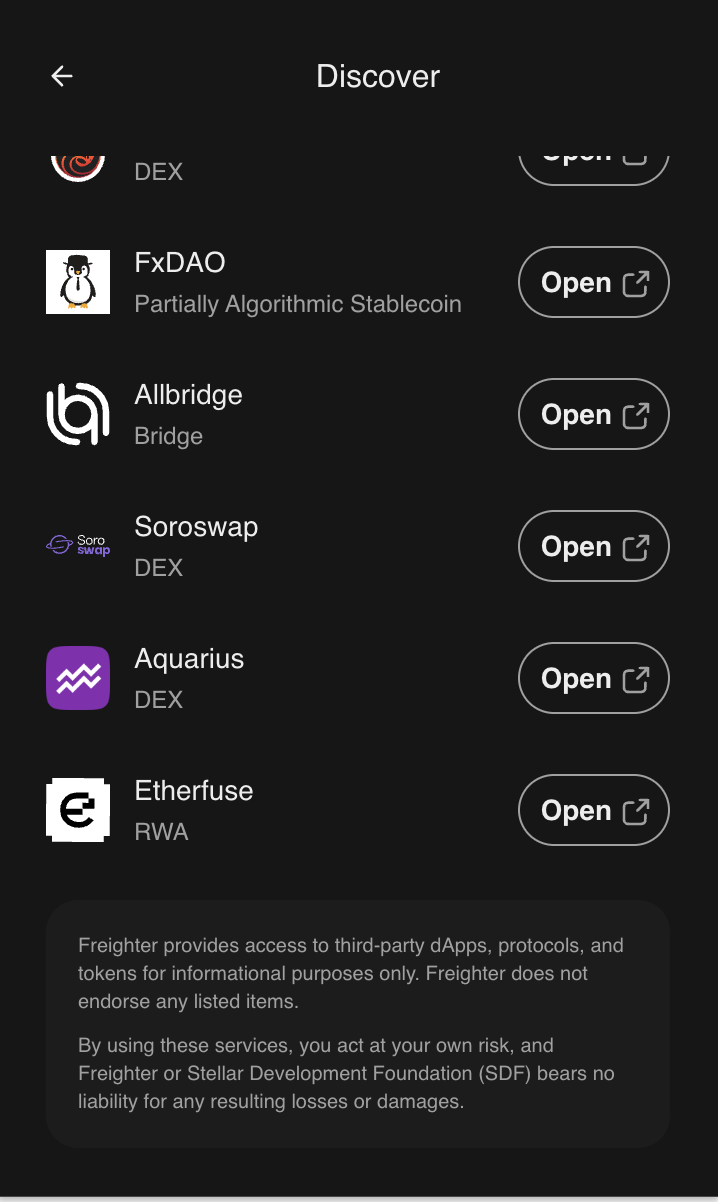 Discover
DEX
Open
FxDAO
Partially Algorithmic Stablecoin
Open
Allbridge
Bridge
Open
Soro
swap
Soroswap
DEX
Open
Aquarius
DEX
Open
Etherfuse
RWA
Open
Freighter provides access to third-party dApps, protocols, and
tokens for informational purposes only. Freighter does not
endorse any listed items.
By using these services, you act at your own risk, and
Freighter or Stellar Development Foundation (SDF) bears no
liability for any resulting losses or damages.